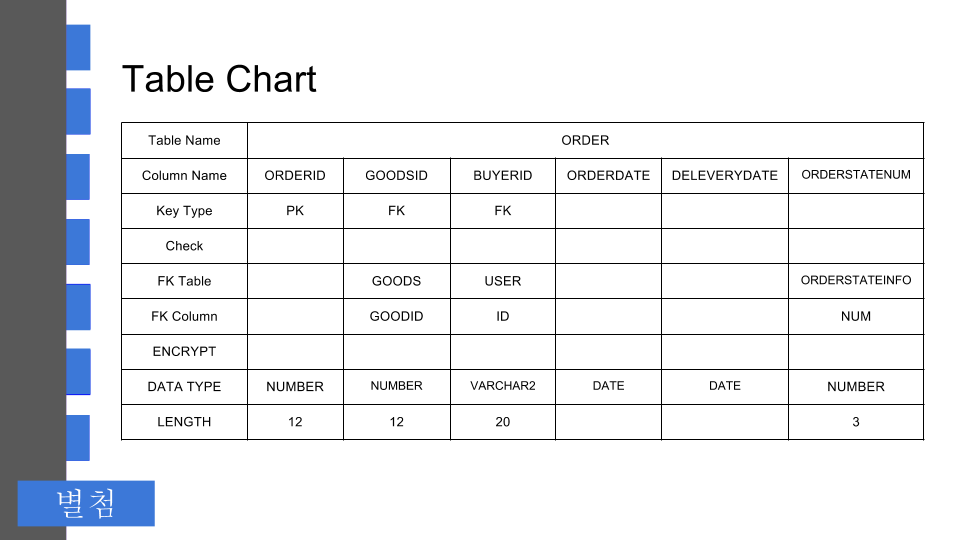 Table Chart
Table Name ORDER
Column Name ORDERID GOODSID BUYERID ORDERDATE DELEVERYDATE ORDERSTATENUM
Key Type PK FK FK
Check
FK Table GOODS USER ORDERSTATEINFO
FK Column GOODID ID NUM
ENCRYPT
DATA TYPE NUMBER NUMBER VARCHAR2 DATE DATE NUMBER
LENGTH 12 12 20 3
별첨